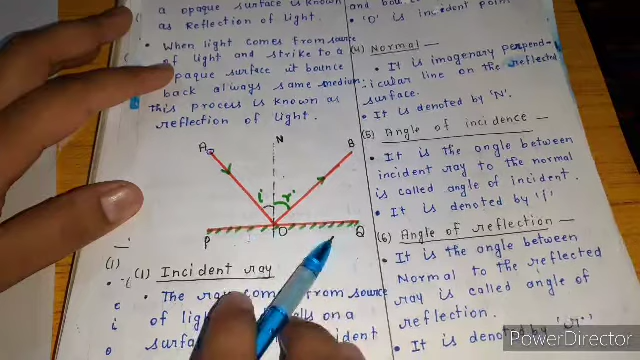 a opaque surface is known
as Reflection of light.
• When light comes from source
of light and strike to a
opaque surface it bounce
back always same medium
This process is known as
reflection of light.
A
N
B
i
r
P
O
Q
(1)
(1) Incident ray
• The ray from source
of light on a
and
• 'O' is incident point
(4) Normal —
• It is imogenary perpend-
icular line on the reflected
surface.
• It is denoted by 'N'.
(5) Angle of incidence
• It is the angle between
incident ray to the normal
is called angle of incident.
• It is denoted by 'i'
(6) Angle of reflection —
• It is the angle between
Normal to the reflected
ray is called angle of
reflection.
• It is denoted by 'r'
PowerDirector